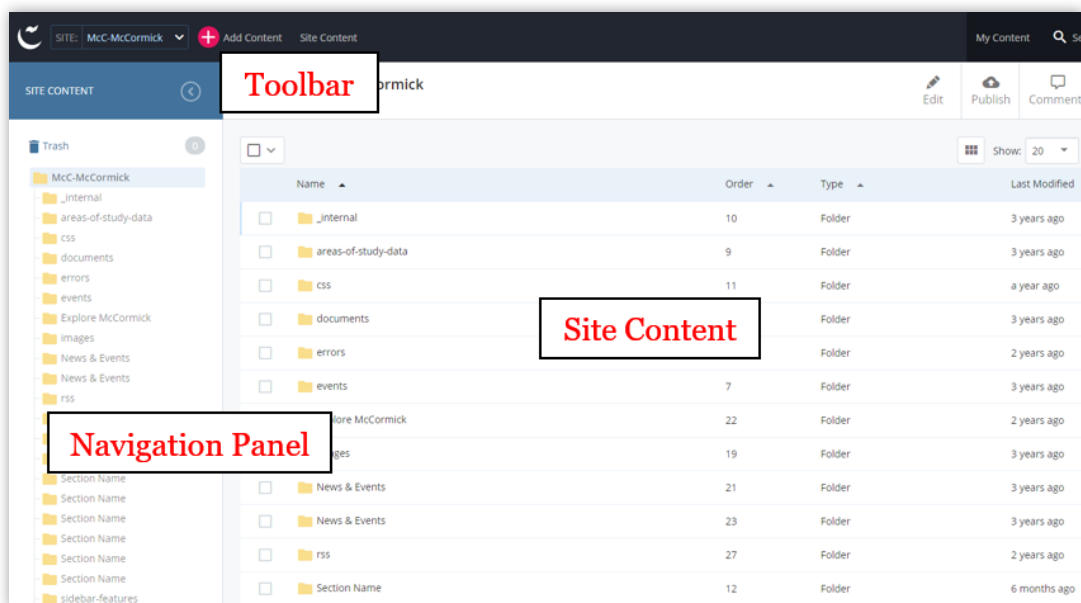 SITE: McC-McCormick Add Content Site Content My Content
Toolbar
SITE CONTENT
Edit Publish Comment
Trash 0
Show: 20
McC-McCormick
_internal
areas-of-study-data
css
documents
errors
events
Explore McCormick
images
News & Events
News & Events
rss
Navigation Panel
Section Name
Section Name
Section Name
Section Name
Section Name
Section Name
sidebar-features
Name Order Type Last Modified
_internal 10 Folder 3 years ago
areas-of-study-data 9 Folder 3 years ago
css 11 Folder a year ago
documents Folder 3 years ago
Site Content
errors Folder 2 years ago
events 7 Folder 3 years ago
McCormick 22 Folder 2 years ago
19 Folder 3 years ago
News & Events 21 Folder 3 years ago
News & Events 23 Folder 3 years ago
rss 27 Folder 2 years ago
Section Name 12 Folder 6 months ago